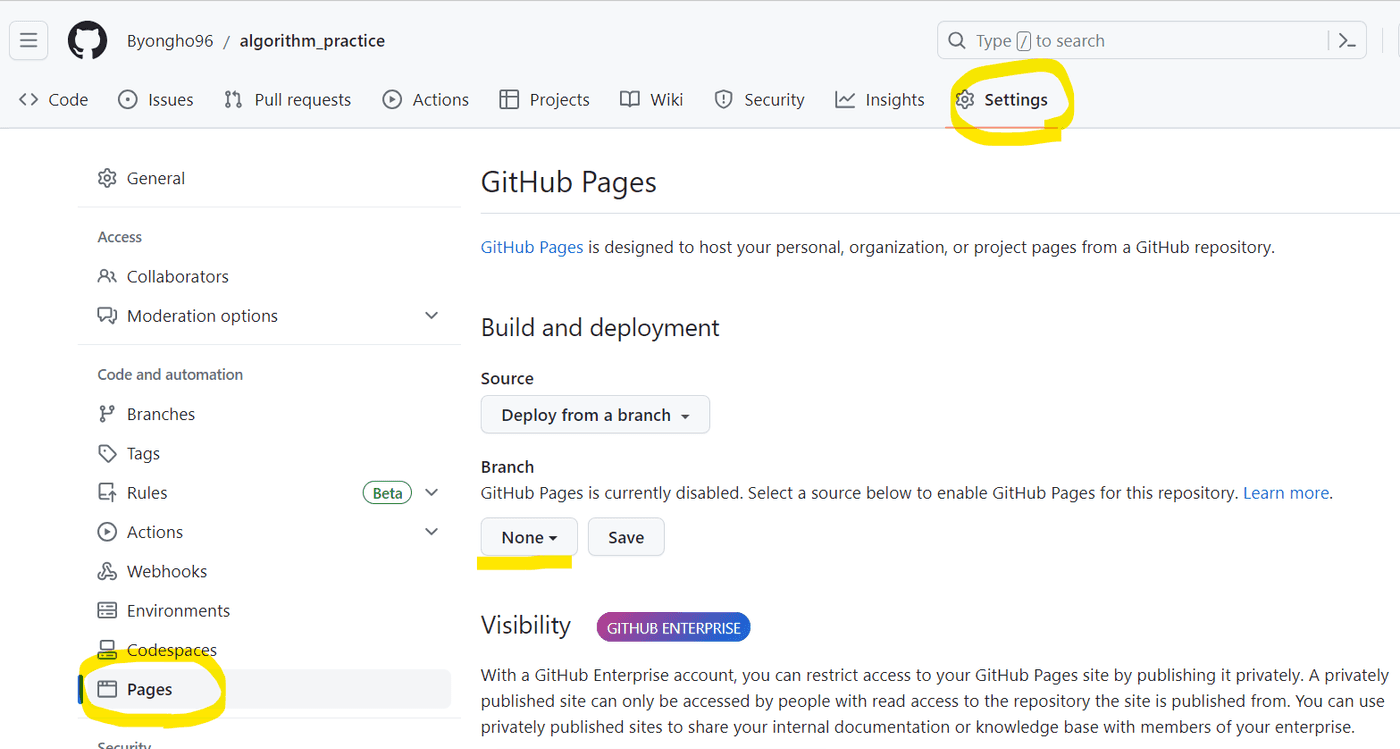 Byongho96 / algorithm_practice
Type / to search
Code Issues Pull requests Actions Projects Wiki Security Insights Settings
General
Access
Collaborators
Moderation options
Code and automation
Branches
Tags
Rules Beta
Actions
Webhooks
Environments
Codespaces
Pages
Security
GitHub Pages
GitHub Pages is designed to host your personal, organization, or project pages from a GitHub repository.
Build and deployment
Source
Deploy from a branch
Branch
GitHub Pages is currently disabled. Select a source below to enable GitHub Pages for this repository. Learn more.
None Save
Visibility GITHUB ENTERPRISE
With a GitHub Enterprise account, you can restrict access to your GitHub Pages site by publishing it privately. A privately
published site can only be accessed by people with read access to the repository the site is published from. You can use
privately published sites to share your internal documentation or knowledge base with members of your enterprise.